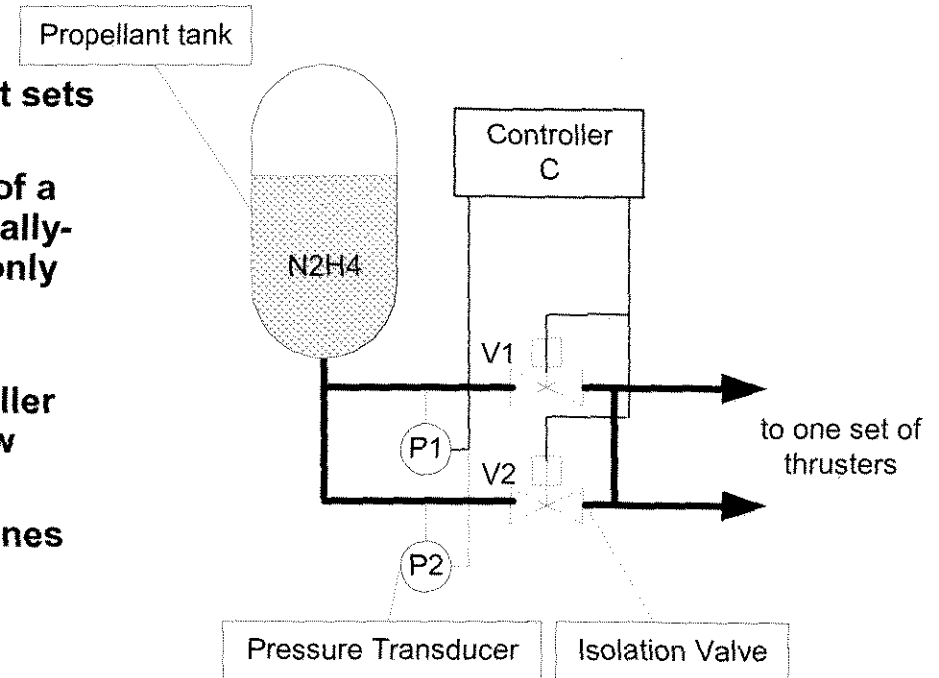 Propellant tank
t sets
of a
ally-
only
ller
w
nes
Controller
C
N2H4
V1
P1
V2
P2
to one set of
thrusters
Pressure Transducer
Isolation Valve